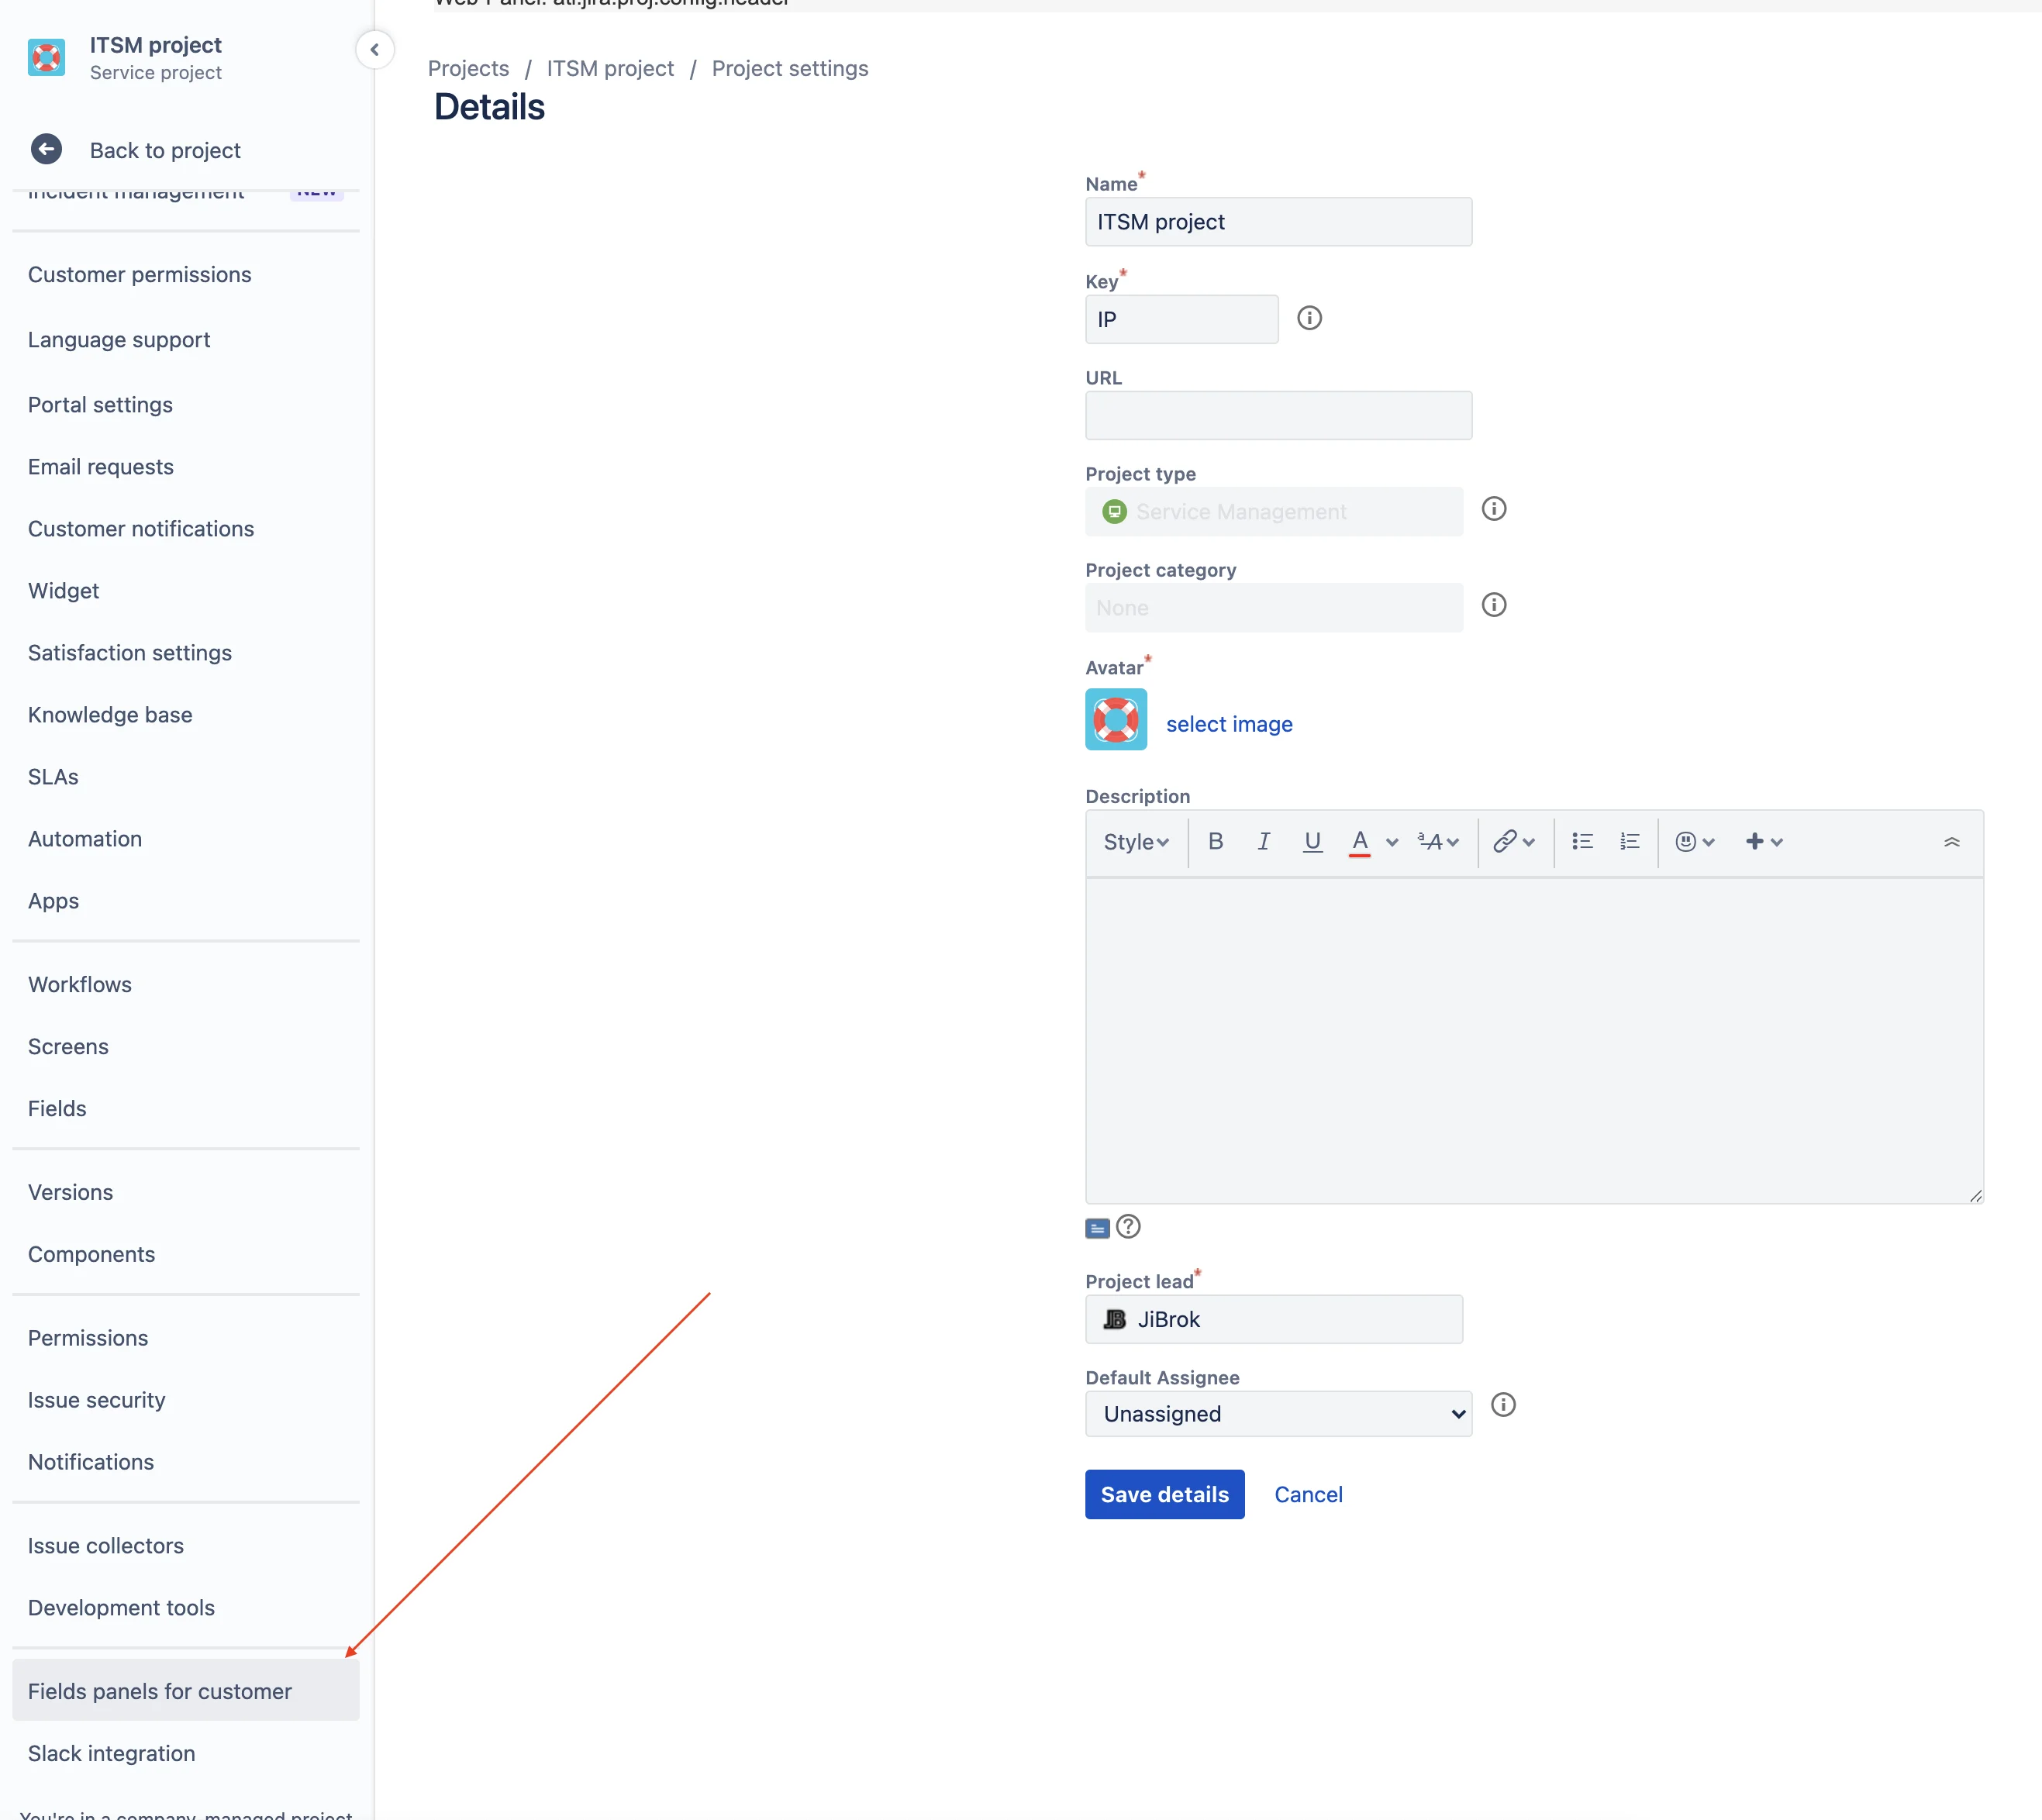 Web Panel: atl.jira.proj.config.header
ITSM project
Service project
Back to project
Incident management NEW
Customer permissions
Language support
Portal settings
Email requests
Customer notifications
Widget
Satisfaction settings
Knowledge base
SLAs
Automation
Apps
Workflows
Screens
Fields
Versions
Components
Permissions
Issue security
Notifications
Issue collectors
Development tools
Fields panels for customer
Slack integration
You're in a company-managed project
Projects / ITSM project / Project settings
Details
Name*
ITSM project
Key*
IP
URL
Project type
Service Management
Project category
None
Avatar*
select image
Description
Style B I U A ªA
Project lead*
JB JiBrok
Default Assignee
Unassigned
Save details Cancel